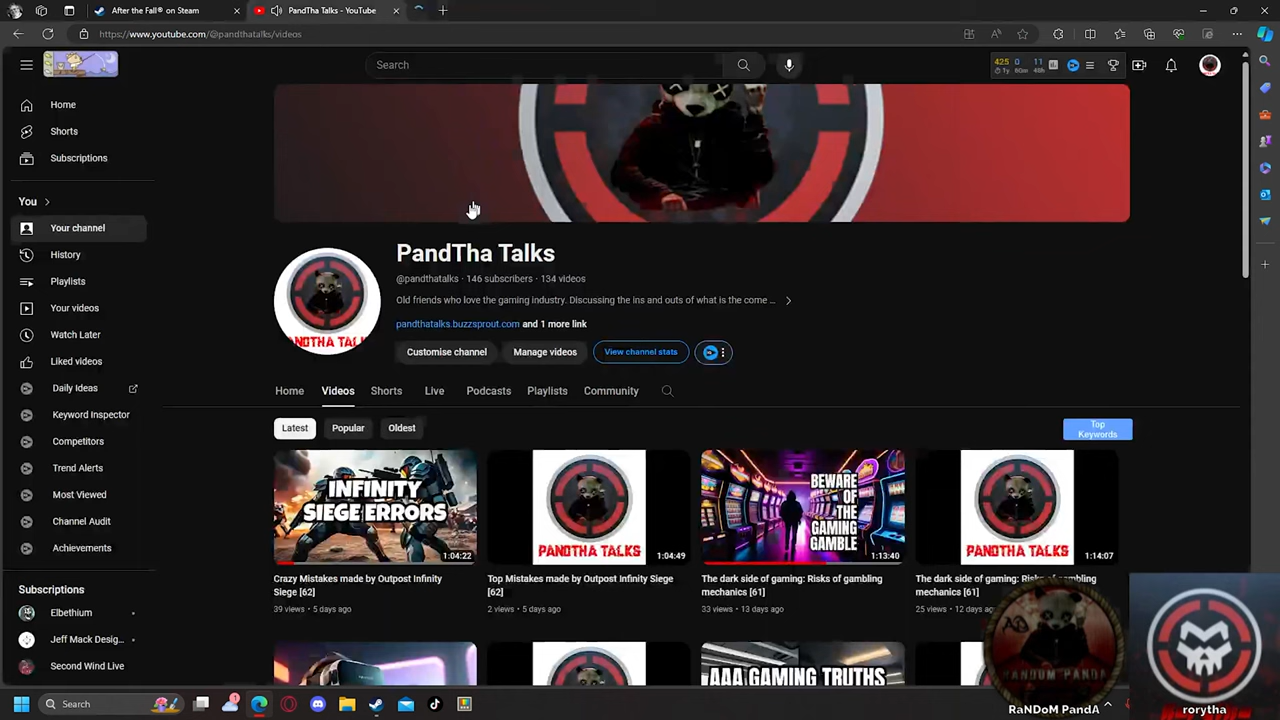 After the Fall® on Steam
PandTha Talks - YouTube
https://www.youtube.com/@pandthatalks/videos
Search
425 0 11
1y 60m 48h
Home
Shorts
Subscriptions
You
Your channel
History
Playlists
Your videos
Watch Later
Liked videos
Daily Ideas
Keyword Inspector
Competitors
Trend Alerts
Most Viewed
Channel Audit
Achievements
Subscriptions
Elbethium
Jeff Mack Desig...
Second Wind Live
PandTha Talks
@pandthatalks · 146 subscribers · 134 videos
Old friends who love the gaming industry. Discussing the ins and outs of what is the come ...
pandthatalks.buzzsprout.com and 1 more link
Customise channel
Manage videos
View channel stats
Home
Videos
Shorts
Live
Podcasts
Playlists
Community
Latest
Popular
Oldest
Top
Keywords
INFINITY
SIEGE ERRORS
1:04:22
Crazy Mistakes made by Outpost Infinity
Siege [62]
39 views · 5 days ago
PANDTHA TALKS
1:04:49
Top Mistakes made by Outpost Infinity Siege
[62]
2 views · 5 days ago
BEWARE
OF
THE
GAMING
GAMBLE
1:13:40
The dark side of gaming: Risks of gambling
mechanics [61]
33 views · 13 days ago
PANDTHA TALKS
1:14:07
The dark side of gaming: Risks of gambling
mechanics [61]
25 views · 12 days ago
AAA GAMING TRUTHS
RANDOM PANDA
RaNDoM PandA
rorytha
Search